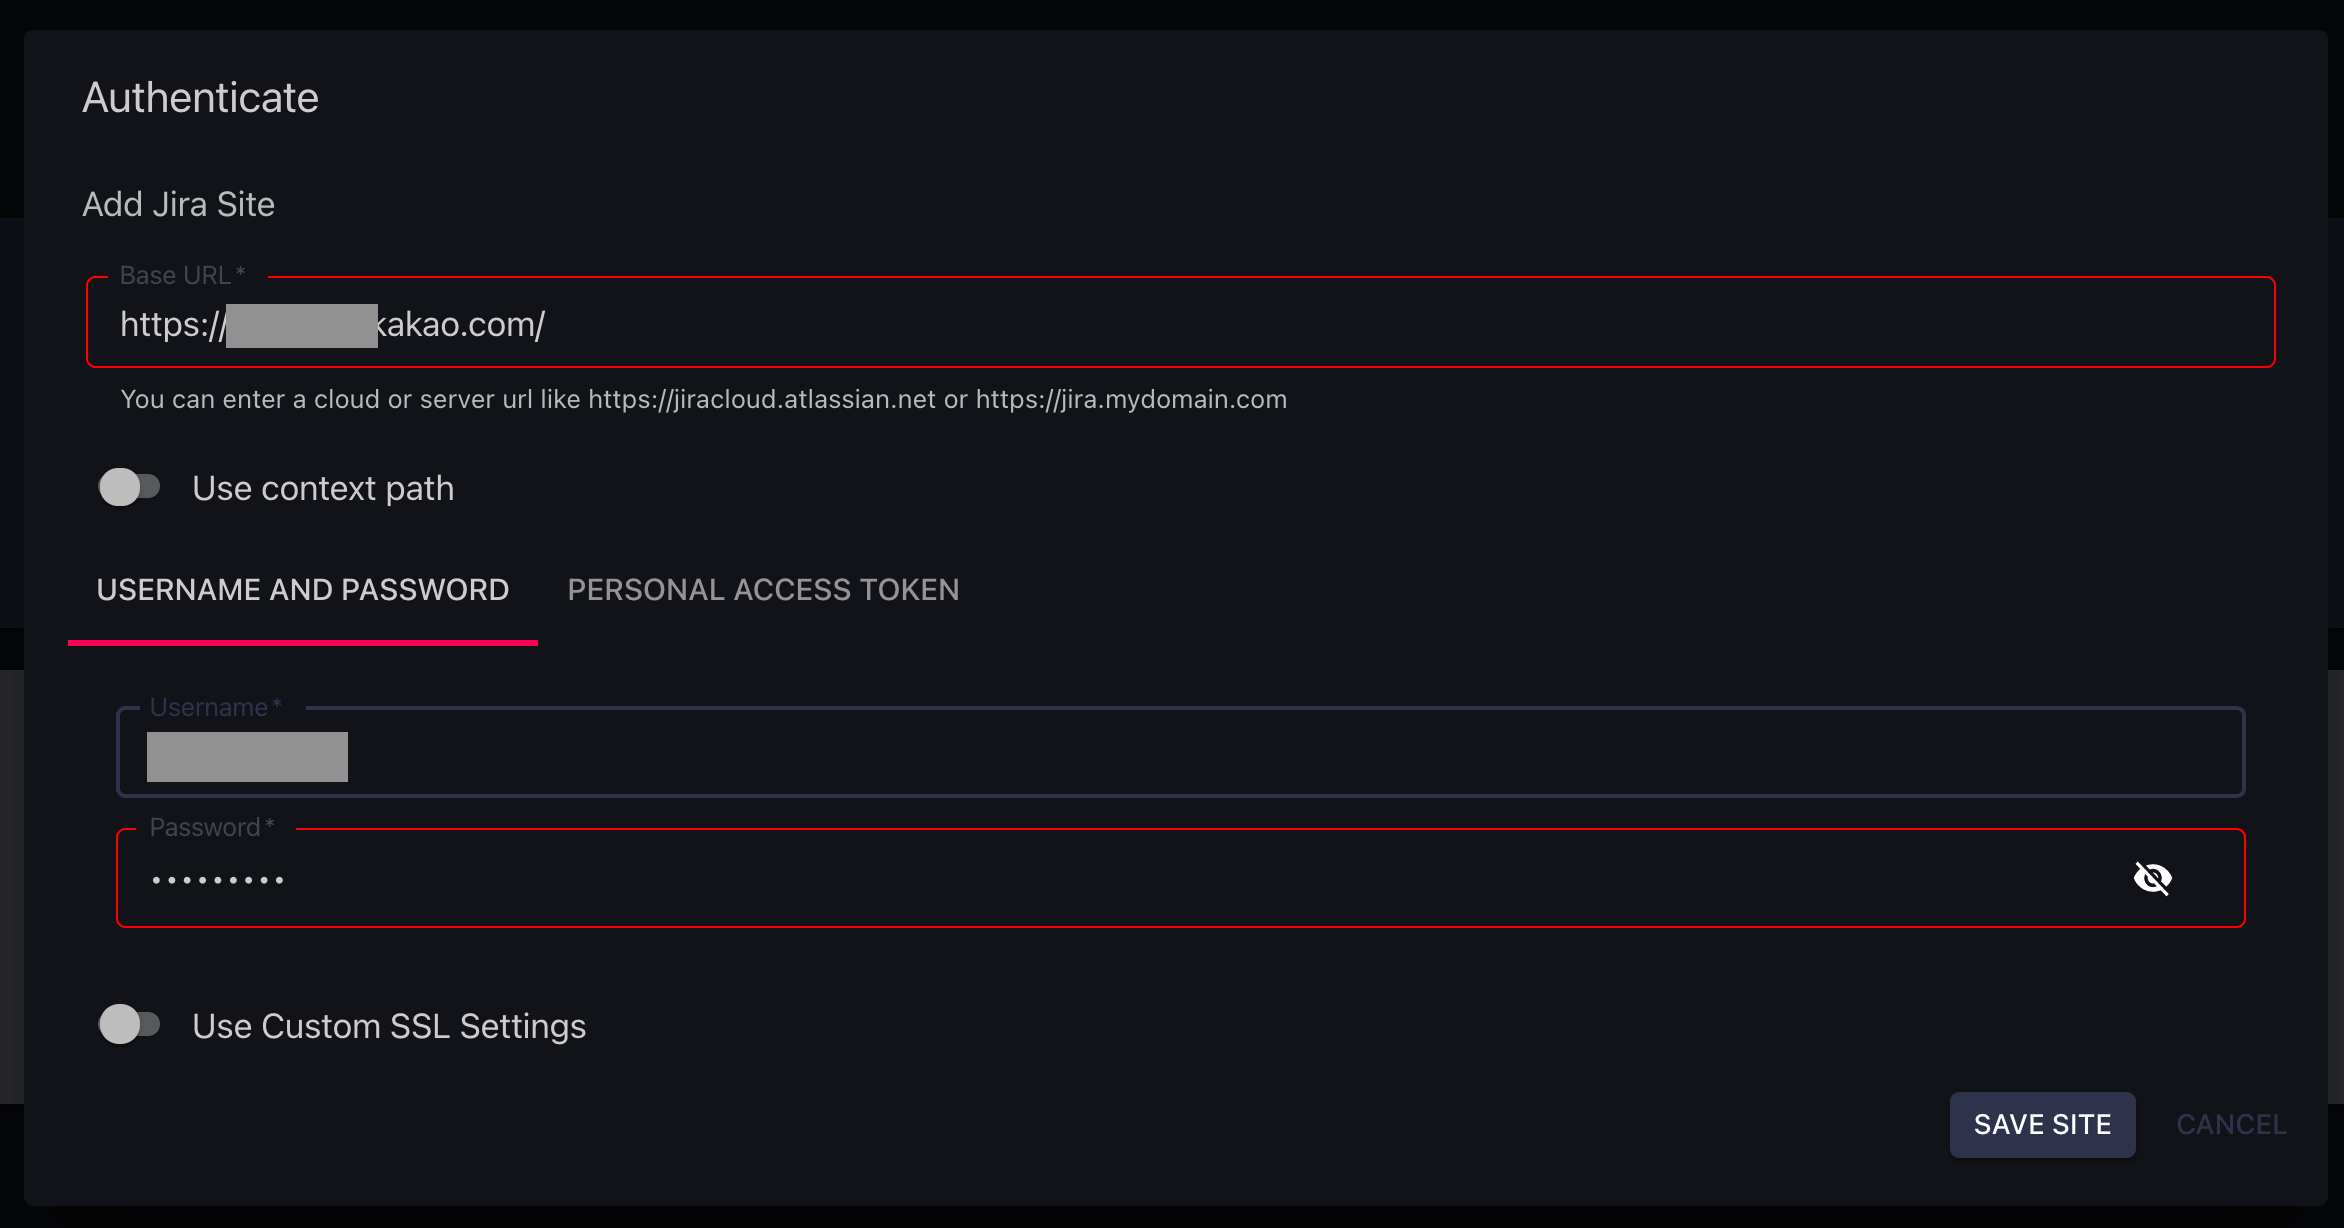 Authenticate
Add Jira Site
Base URL *
https:// kakao.com/
You can enter a cloud or server url like https://jiracloud.atlassian.net or https://jira.mydomain.com
Use context path
USERNAME AND PASSWORD PERSONAL ACCESS TOKEN
Username *
Password *
•••••••••
Use Custom SSL Settings
SAVE SITE CANCEL